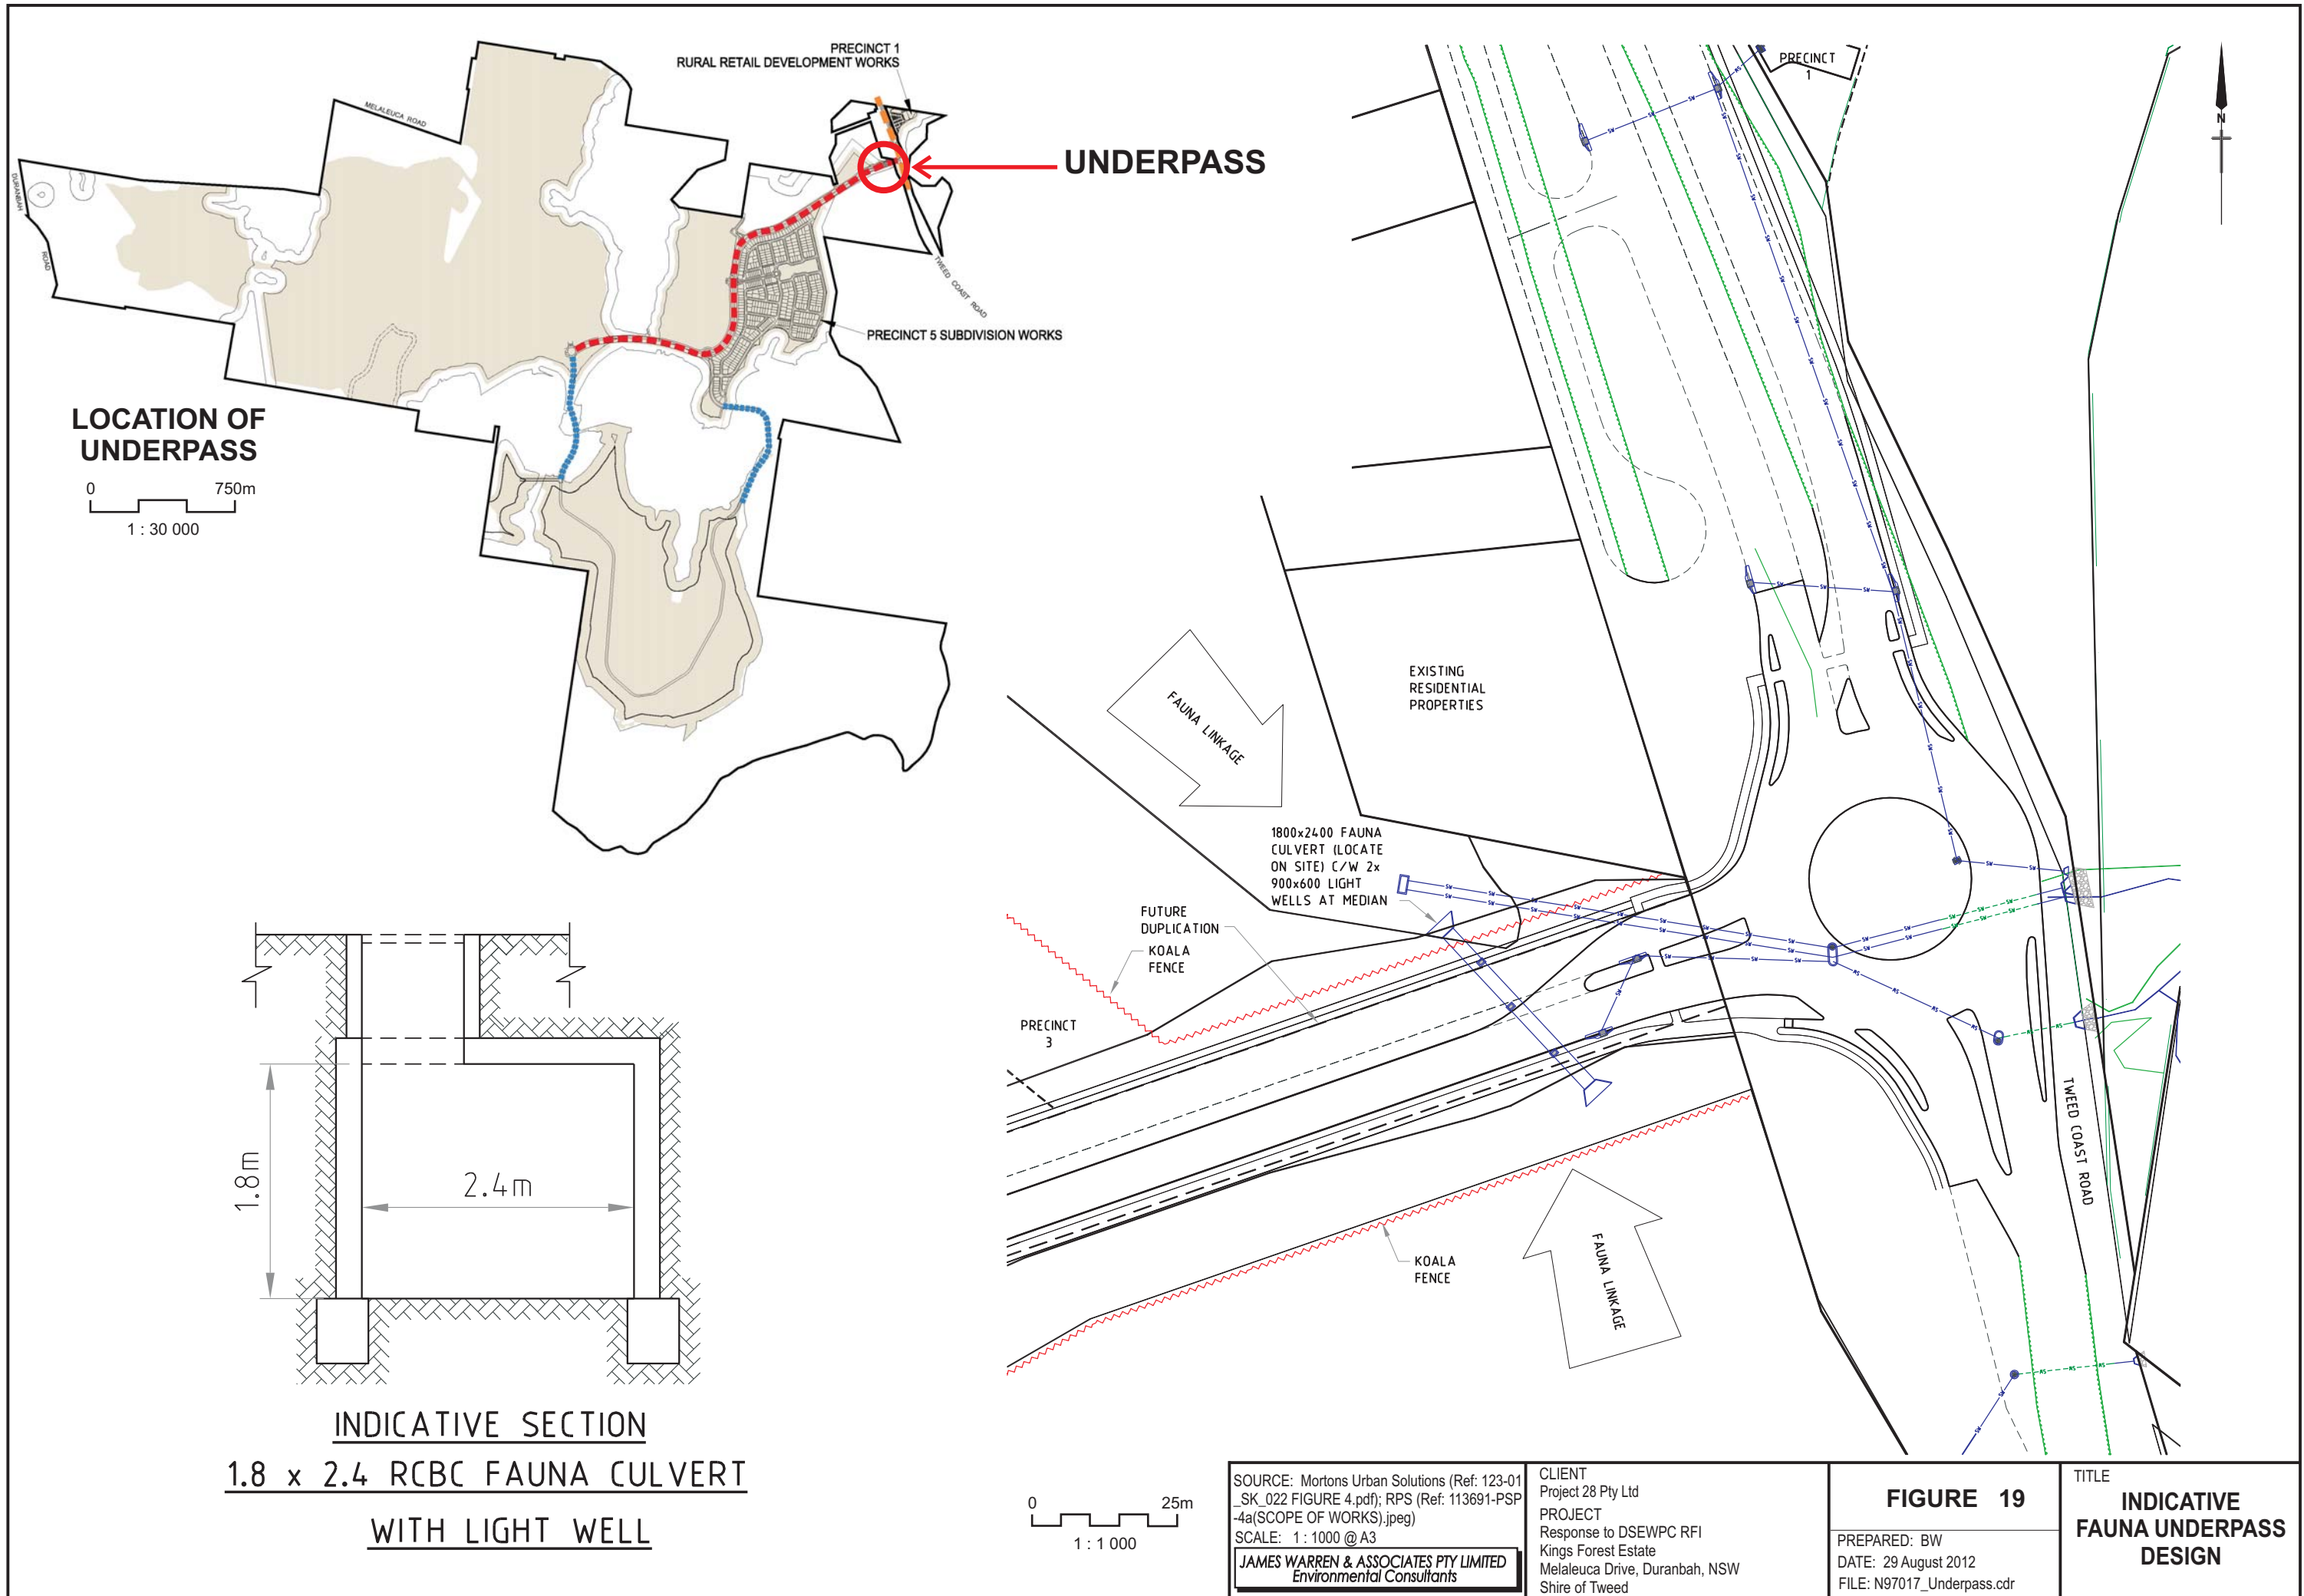 PRECINCT 1
RURAL RETAIL DEVELOPMENT WORKS
MELALEUCA ROAD
DURANBAH
ROAD
UNDERPASS
TWEED COAST ROAD
PRECINCT 5 SUBDIVISION WORKS
LOCATION OF
UNDERPASS
0 750m
1 : 30 000
PRECINCT
1
N
EXISTING
RESIDENTIAL
PROPERTIES
FAUNA LINKAGE
1800x2400 FAUNA
CULVERT (LOCATE
ON SITE) C/W 2x
900x600 LIGHT
WELLS AT MEDIAN
FUTURE
DUPLICATION
KOALA
FENCE
PRECINCT
3
TWEED COAST ROAD
KOALA
FENCE
FAUNA LINKAGE
1.8m
2.4m
INDICATIVE SECTION
1.8 x 2.4 RCBC FAUNA CULVERT
WITH LIGHT WELL
0 25m
1 : 1 000
SOURCE: Mortons Urban Solutions (Ref: 123-01
_SK_022 FIGURE 4.pdf); RPS (Ref: 113691-PSP
-4a(SCOPE OF WORKS).jpeg)
SCALE: 1 : 1000 @ A3
JAMES WARREN & ASSOCIATES PTY LIMITED
Environmental Consultants
CLIENT
Project 28 Pty Ltd
PROJECT
Response to DSEWPC RFI
Kings Forest Estate
Melaleuca Drive, Duranbah, NSW
Shire of Tweed
FIGURE 19
PREPARED: BW
DATE: 29 August 2012
FILE: N97017_Underpass.cdr
TITLE
INDICATIVE
FAUNA UNDERPASS
DESIGN